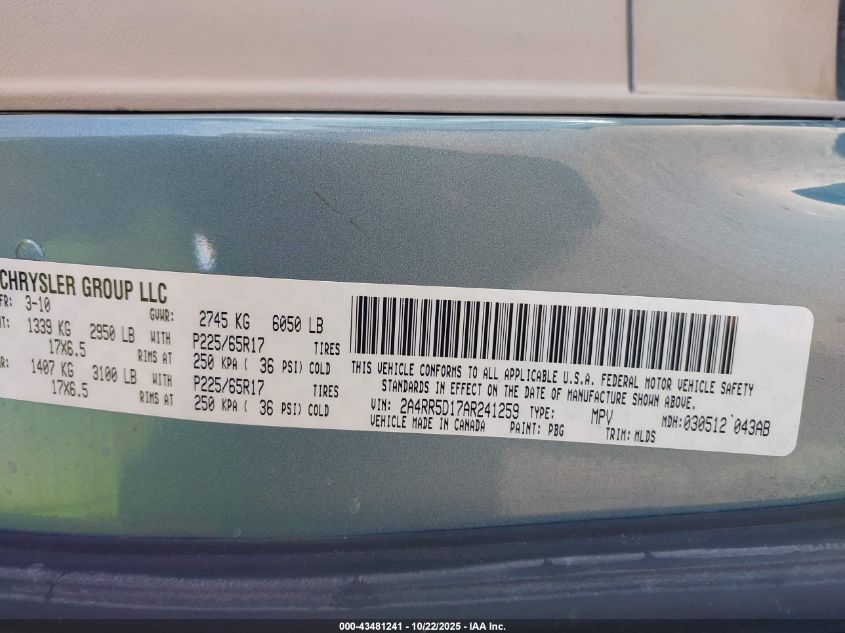 CHRYSLER GROUP LLC
FR: 3-10 GVWR: 2745 KG 6050 LB
T: 1339 KG 2950 LB WITH P225/65R17 TIRES
17X6.5 RIMS AT 250 KPA ( 36 PSI) COLD
R: 1407 KG 3100 LB WITH P225/65R17 TIRES
17X6.5 RIMS AT 250 KPA ( 36 PSI) COLD
THIS VEHICLE CONFORMS TO ALL APPLICABLE U.S.A. FEDERAL MOTOR VEHICLE SAFETY
STANDARDS IN EFFECT ON THE DATE OF MANUFACTURE SHOWN ABOVE.
VIN: 2A4RR5D17AR241259 TYPE: MPV MDH: 030512 043AB
VEHICLE MADE IN CANADA PAINT: PBG TRIM: MLDS
000-43481241 - 10/22/2025 - IAA Inc.